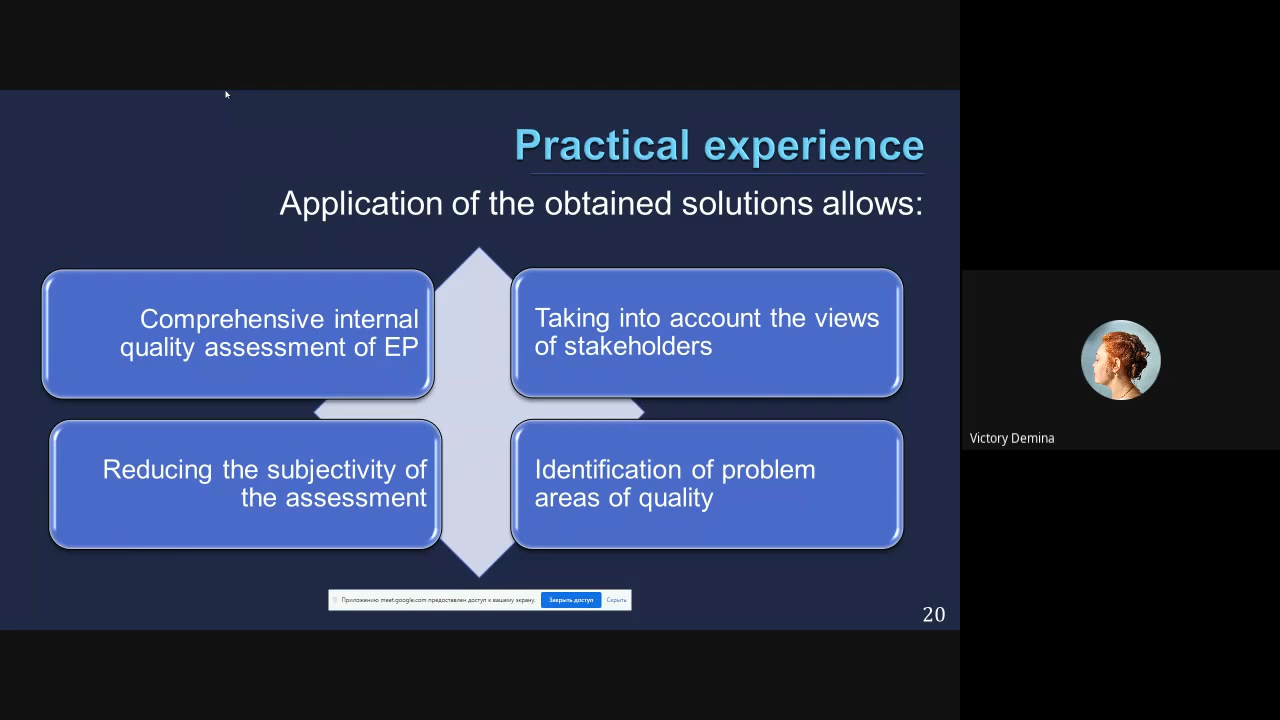 Practical experience
Application of the obtained solutions allows:
Comprehensive internal
quality assessment of EP
Taking into account the views
of stakeholders
Reducing the subjectivity of
the assessment
Identification of problem
areas of quality
Приложению meet.google.com предоставлен доступ к вашему экрану.
Закрыть доступ
Скрыть
20
Victory Demina